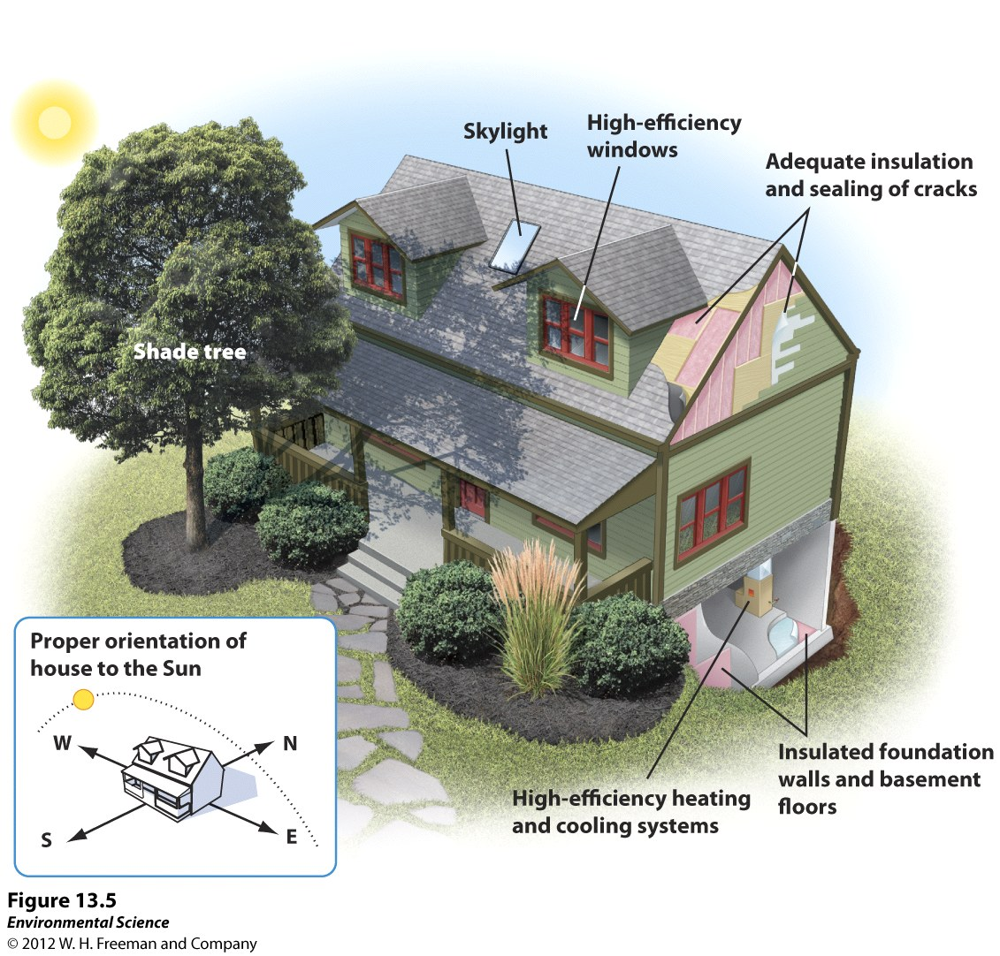 Skylight
High-efficiency
windows
Adequate insulation
and sealing of cracks
Shade tree
Proper orientation of
house to the Sun
W
N
S
E
High-efficiency heating
and cooling systems
Insulated foundation
walls and basement
floors
Figure 13.5
Environmental Science
© 2012 W. H. Freeman and Company